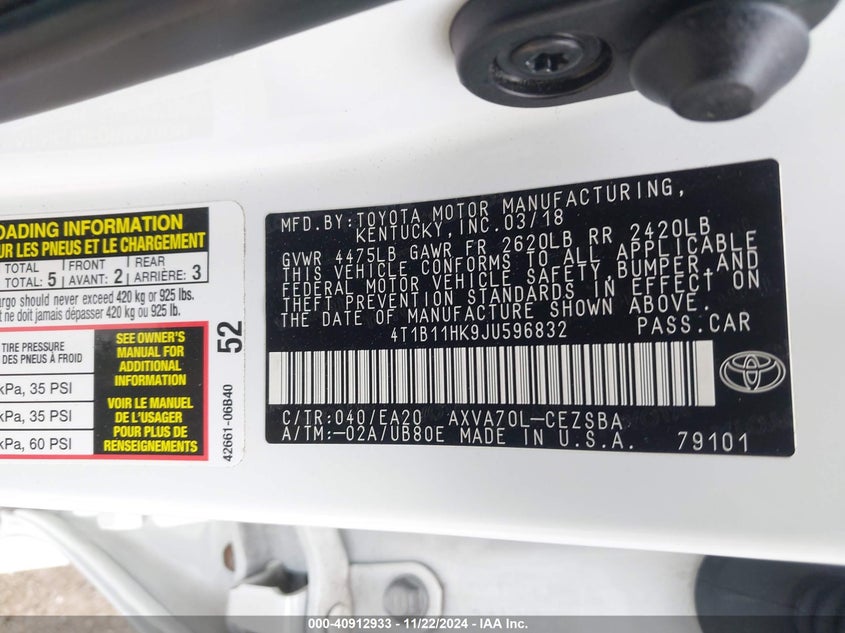 OADING INFORMATION
UR LES PNEUS ET LE CHARGEMENT
TOTAL FRONT REAR
TOTAL: 5 AVANT: 2 ARRIÈRE: 3
rgo should never exceed 420 kg or 925 lbs.
t ne doit jamais dépasser 420 kg ou 925 lb.
TIRE PRESSURE
DES PNEUS À FROID
kPa, 35 PSI
kPa, 35 PSI
kPa, 60 PSI
SEE OWNER'S
MANUAL FOR
ADDITIONAL
INFORMATION
VOIR LE MANUEL
DE L'USAGER
POUR PLUS DE
RENSEIGNEMENTS
52
42661-06B40
MFD.BY: TOYOTA MOTOR MANUFACTURING,
KENTUCKY, INC. 03/18
GVWR 4475LB GAWR FR 2620LB RR 2420LB
THIS VEHICLE CONFORMS TO ALL APPLICABLE
FEDERAL MOTOR VEHICLE SAFETY, BUMPER, AND
THEFT PREVENTION STANDARDS IN EFFECT ON
THE DATE OF MANUFACTURE SHOWN ABOVE.
4T1B11HK9JU596832 PASS.CAR
C/TR:040/EA20 AXVA70L-CEZSBA
A/TM:-02A/UB80E MADE IN U.S.A. 79101
000-40912933 - 11/22/2024 - IAA Inc.